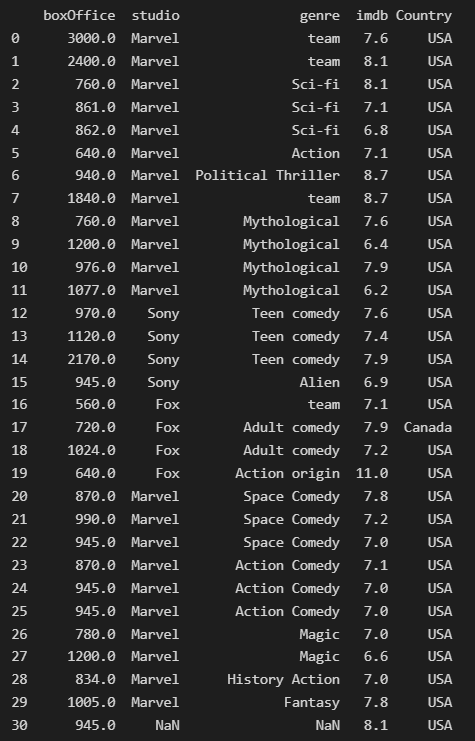 boxOffice studio genre imdb Country
0 3000.0 Marvel team 7.6 USA
1 2400.0 Marvel team 8.1 USA
2 760.0 Marvel Sci-fi 8.1 USA
3 861.0 Marvel Sci-fi 7.1 USA
4 862.0 Marvel Sci-fi 6.8 USA
5 640.0 Marvel Action 7.1 USA
6 940.0 Marvel Political Thriller 8.7 USA
7 1840.0 Marvel team 8.7 USA
8 760.0 Marvel Mythological 7.6 USA
9 1200.0 Marvel Mythological 6.4 USA
10 976.0 Marvel Mythological 7.9 USA
11 1077.0 Marvel Mythological 6.2 USA
12 970.0 Sony Teen comedy 7.6 USA
13 1120.0 Sony Teen comedy 7.4 USA
14 2170.0 Sony Teen comedy 7.9 USA
15 945.0 Sony Alien 6.9 USA
16 560.0 Fox team 7.1 USA
17 720.0 Fox Adult comedy 7.9 Canada
18 1024.0 Fox Adult comedy 7.2 USA
19 640.0 Fox Action origin 11.0 USA
20 870.0 Marvel Space Comedy 7.8 USA
21 990.0 Marvel Space Comedy 7.2 USA
22 945.0 Marvel Space Comedy 7.0 USA
23 870.0 Marvel Action Comedy 7.1 USA
24 945.0 Marvel Action Comedy 7.0 USA
25 945.0 Marvel Action Comedy 7.0 USA
26 780.0 Marvel Magic 7.0 USA
27 1200.0 Marvel Magic 6.6 USA
28 834.0 Marvel History Action 7.0 USA
29 1005.0 Marvel Fantasy 7.8 USA
30 945.0 NaN NaN 8.1 USA